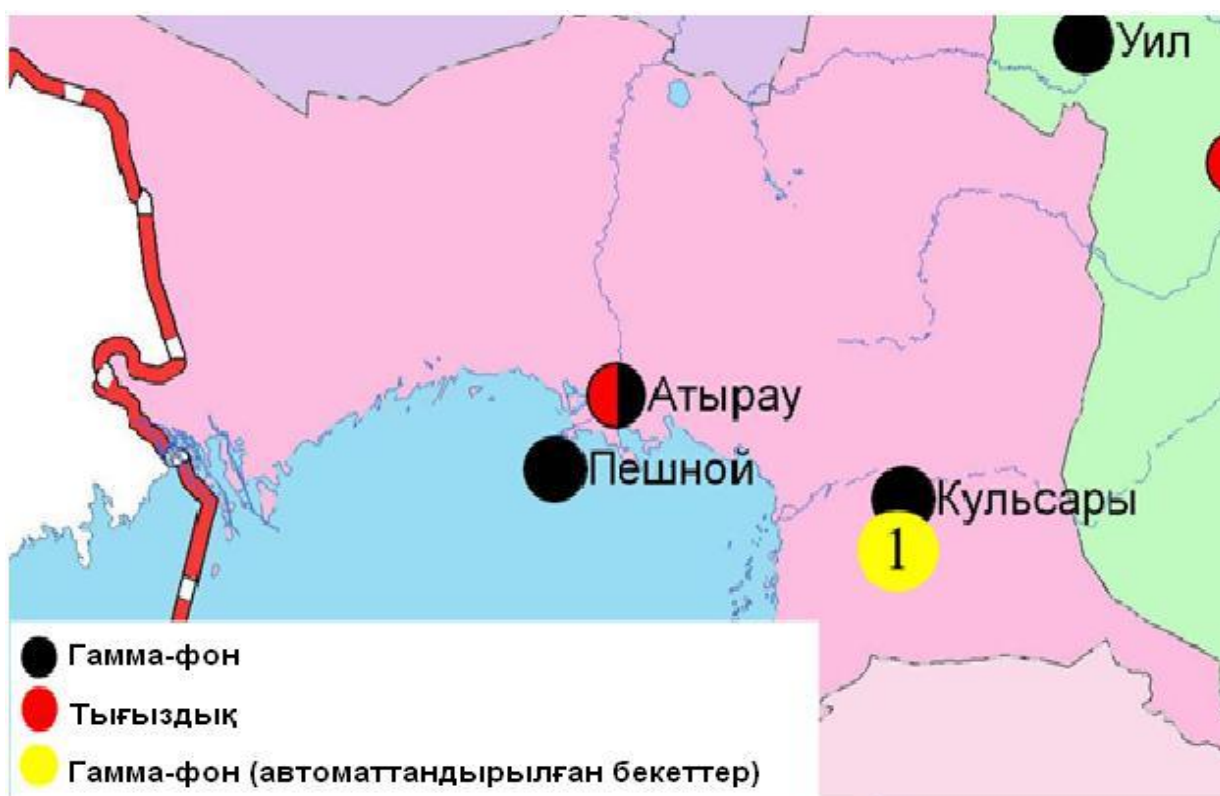 Уил
Атырау
Пешной
Кульсары
1
Гамма-фон
Тығыздық
Гамма-фон (автоматтандырылған бекеттер)